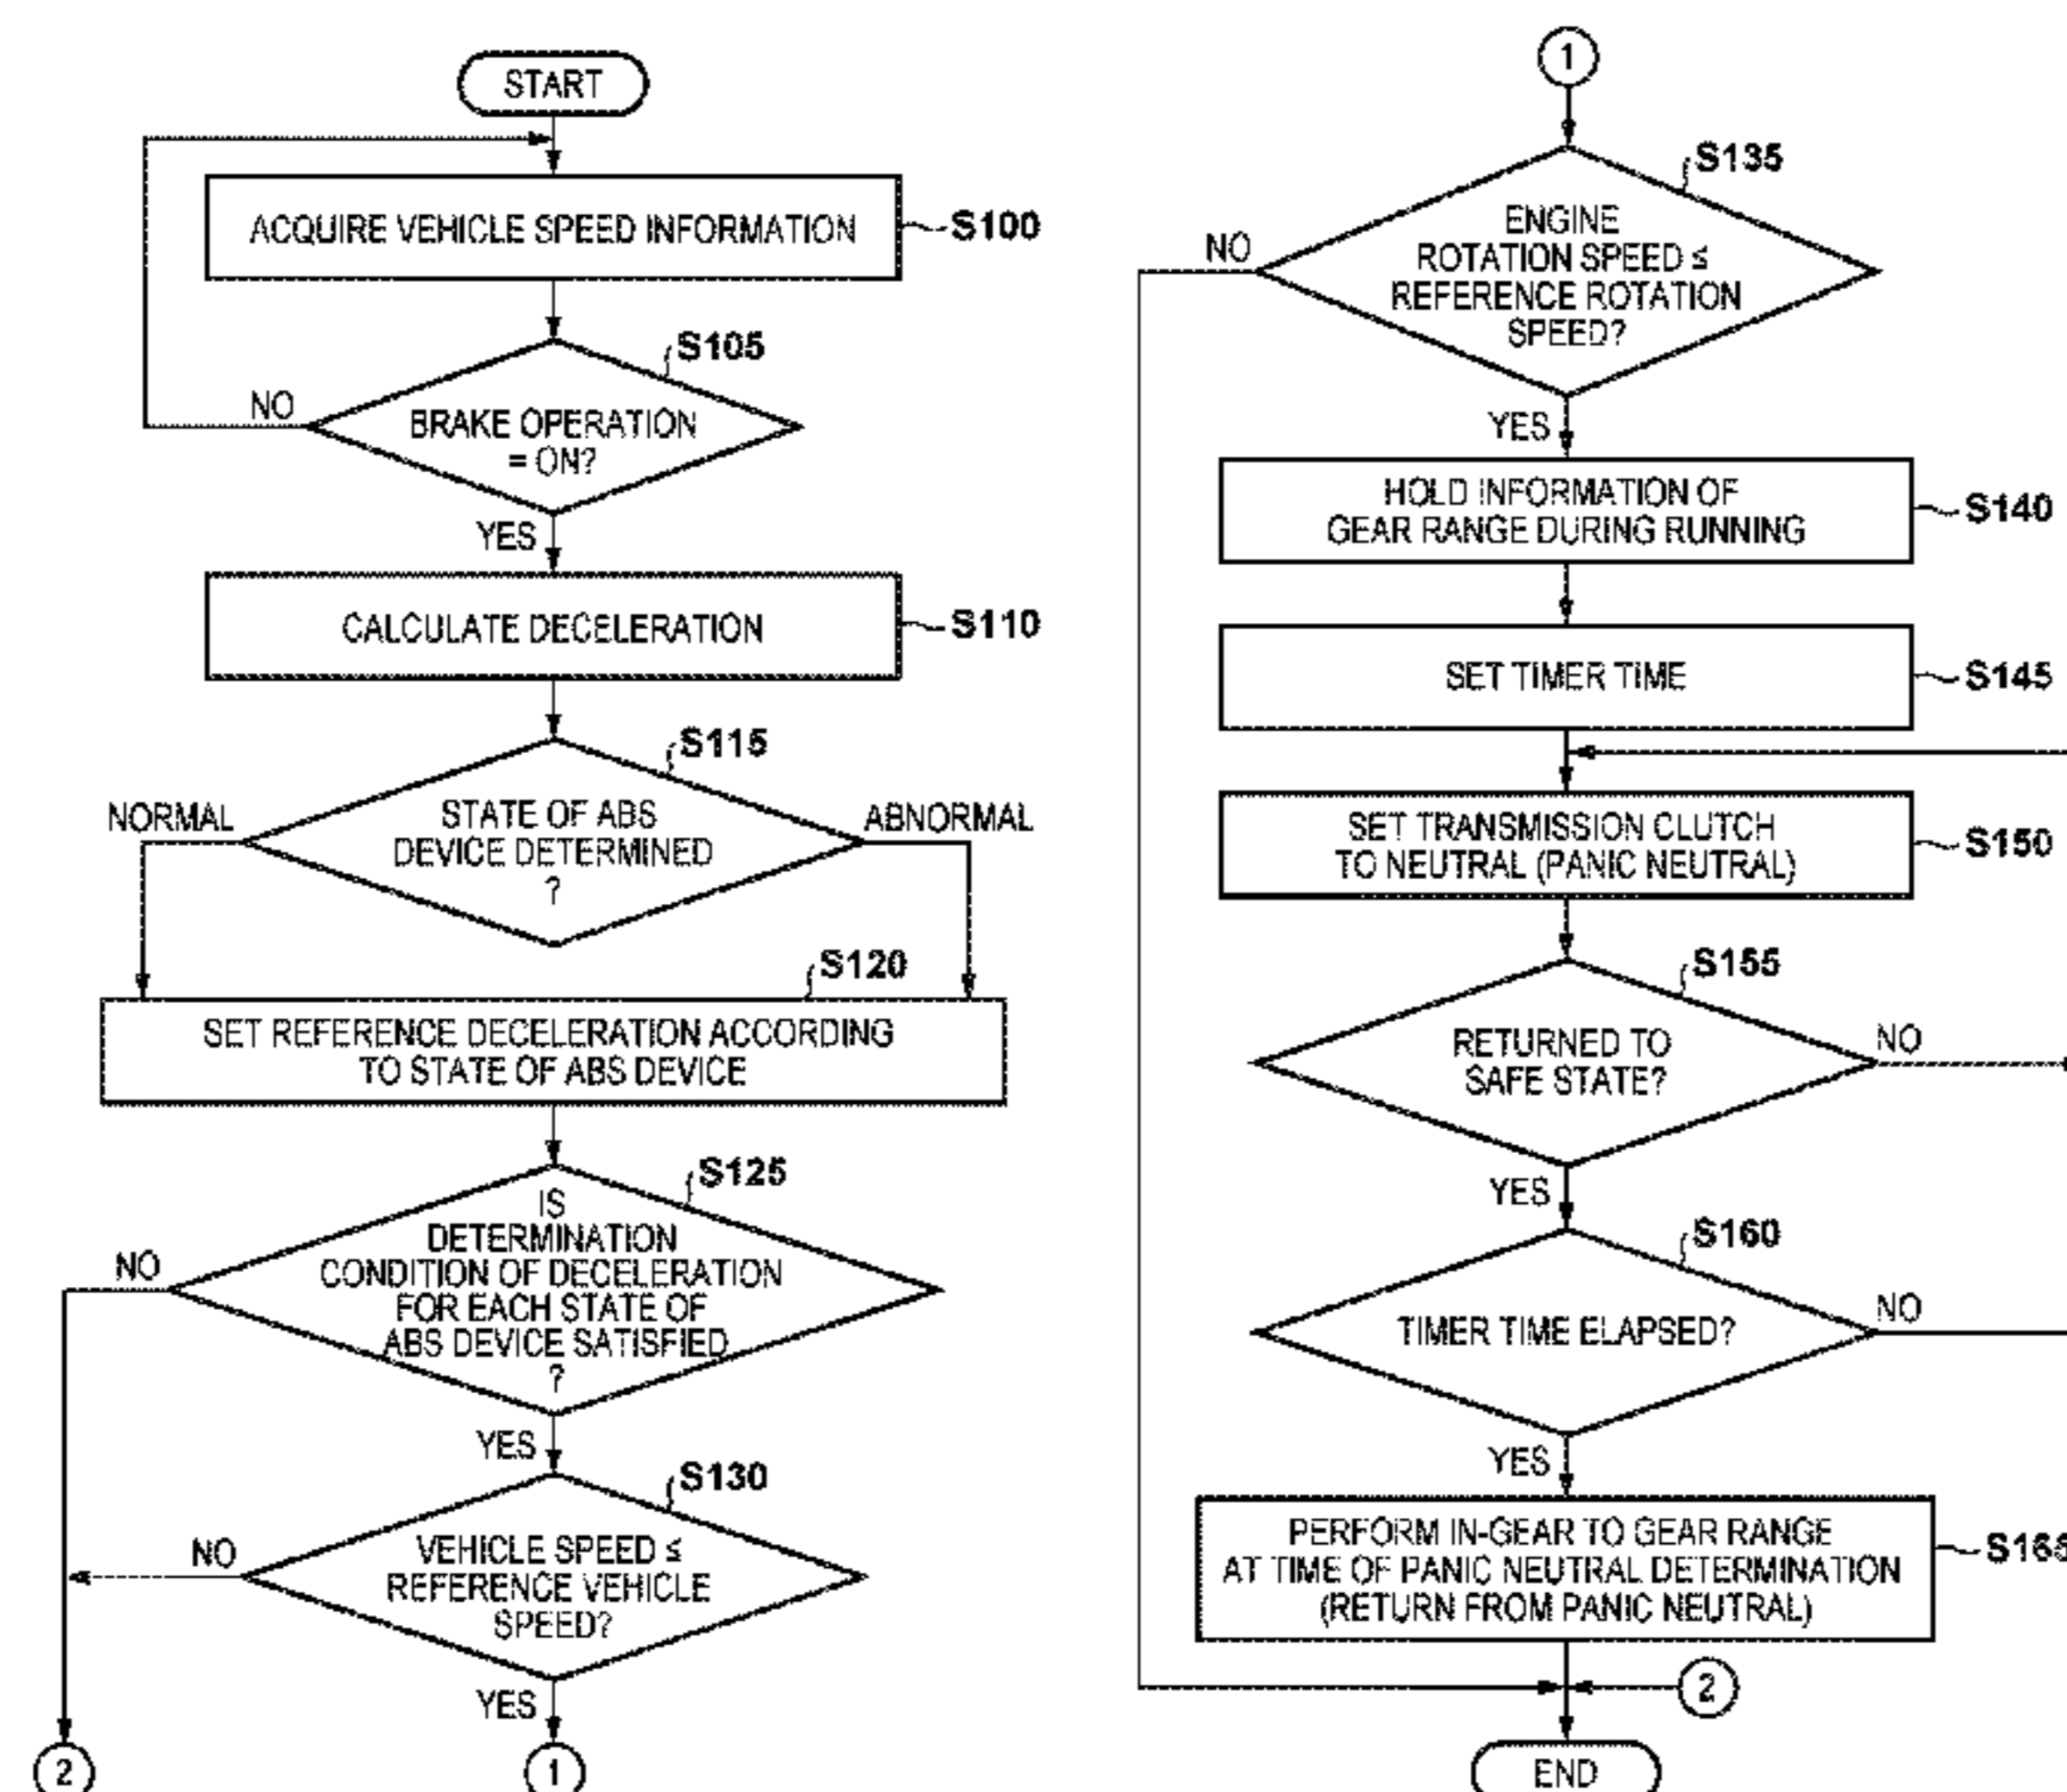 START
ACQUIRE VEHICLE SPEED INFORMATION
S100
S105
BRAKE OPERATION
= ON?
NO
YES
CALCULATE DECELERATION
S110
S115
STATE OF ABS
DEVICE DETERMINED
?
NORMAL
ABNORMAL
S120
SET REFERENCE DECELERATION ACCORDING
TO STATE OF ABS DEVICE
S125
IS
DETERMINATION
CONDITION OF DECELERATION
FOR EACH STATE OF
ABS DEVICE SATISFIED
?
NO
YES
S130
VEHICLE SPEED ≤
REFERENCE VEHICLE
SPEED?
NO
YES
2
1
1
S135
ENGINE
ROTATION SPEED ≤
REFERENCE ROTATION
SPEED?
NO
YES
HOLD INFORMATION OF
GEAR RANGE DURING RUNNING
S140
SET TIMER TIME
S145
SET TRANSMISSION CLUTCH
TO NEUTRAL (PANIC NEUTRAL)
S150
S155
RETURNED TO
SAFE STATE?
NO
YES
S160
TIMER TIME ELAPSED?
NO
YES
PERFORM IN-GEAR TO GEAR RANGE
AT TIME OF PANIC NEUTRAL DETERMINATION
(RETURN FROM PANIC NEUTRAL)
S165
2
END